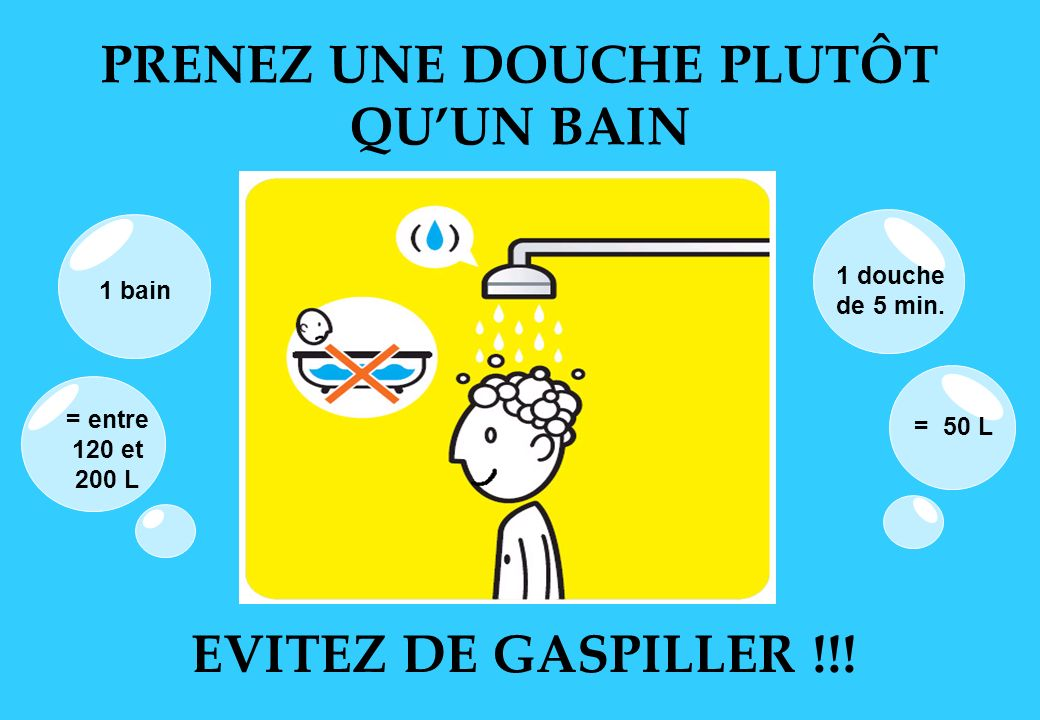 PRENEZ UNE DOUCHE PLUTÔT
QU’UN BAIN
1 bain
= entre
120 et
200 L
1 douche
de 5 min.
= 50 L
EVITEZ DE GASPILLER !!!